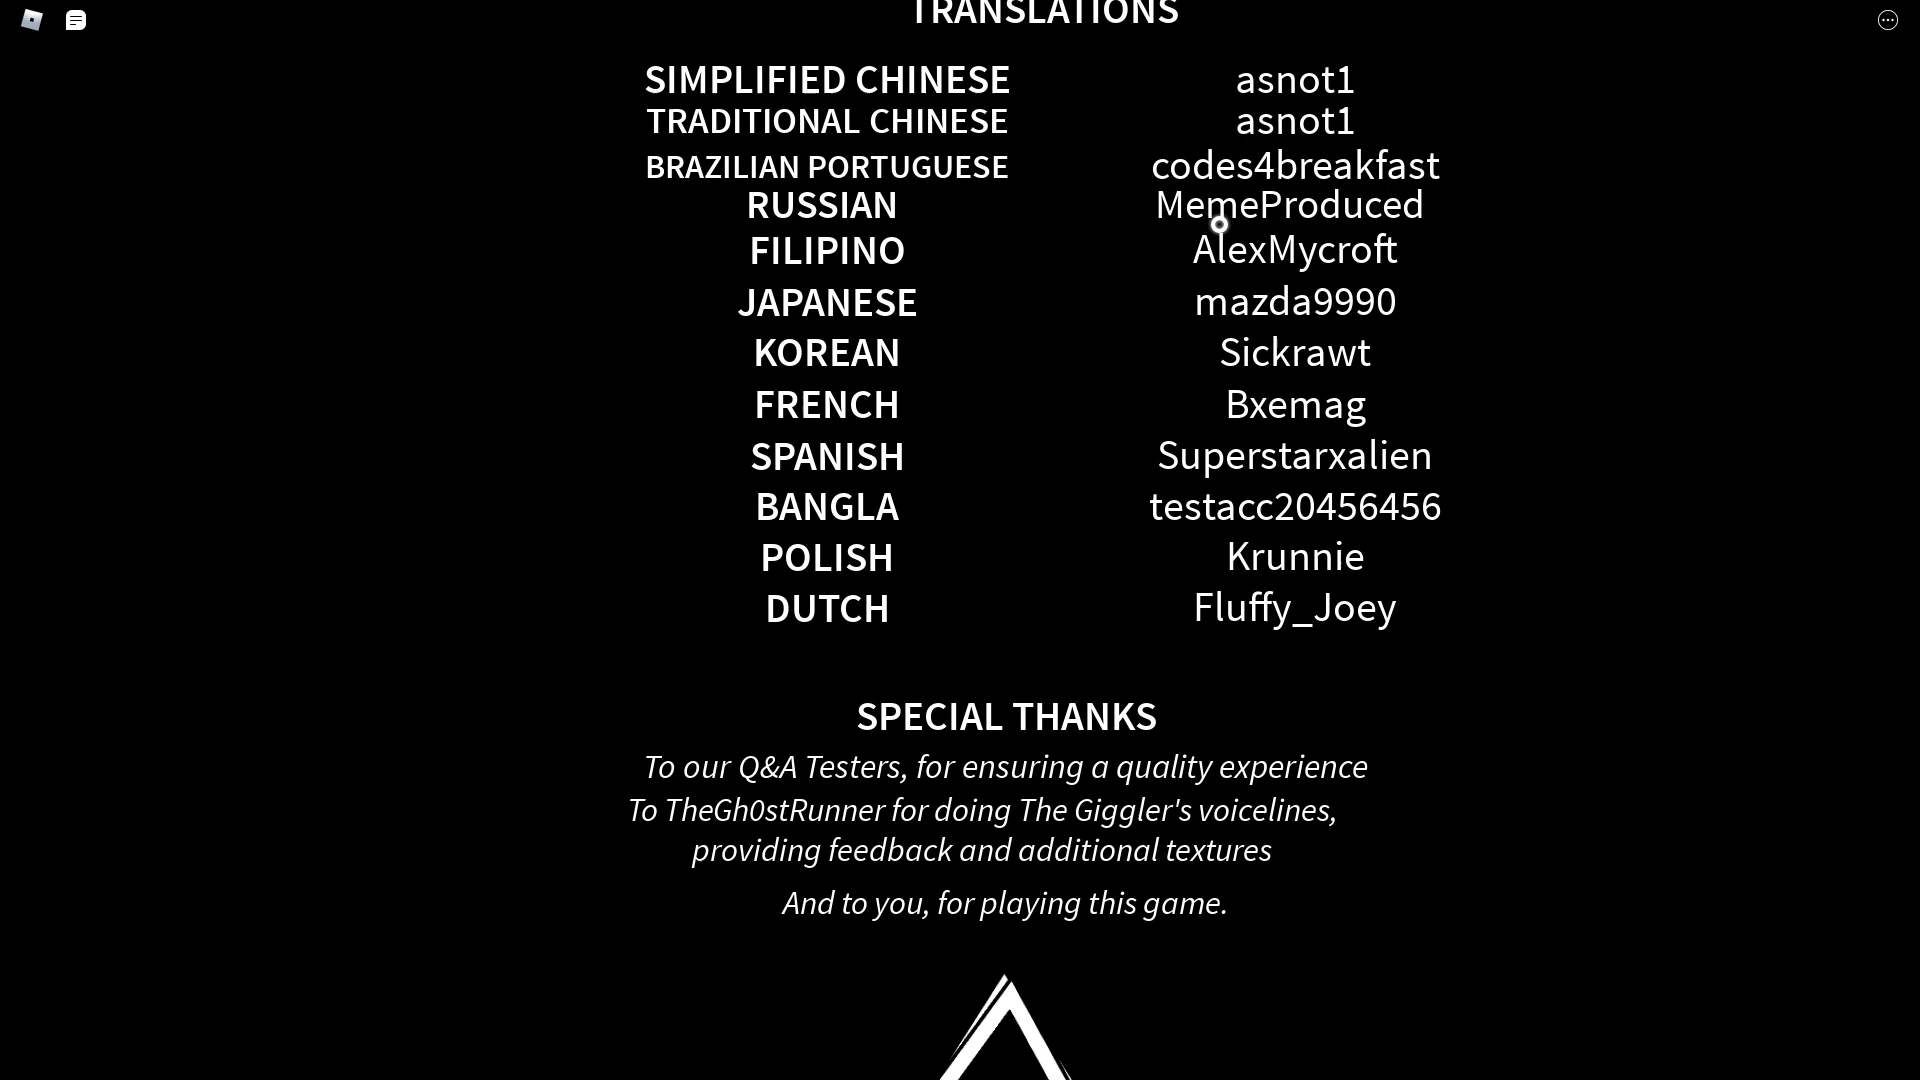 TRANSLATIONS
SIMPLIFIED CHINESE asnot1
TRADITIONAL CHINESE asnot1
BRAZILIAN PORTUGUESE codes4breakfast
RUSSIAN MemeProduced
FILIPINO AlexMycroft
JAPANESE mazda9990
KOREAN Sickrawt
FRENCH Bxemag
SPANISH Superstarxalien
BANGLA testacc20456456
POLISH Krunnie
DUTCH Fluffy_Joey
SPECIAL THANKS
To our Q&A Testers, for ensuring a quality experience
To TheGh0stRunner for doing The Giggler's voicelines,
providing feedback and additional textures
And to you, for playing this game.